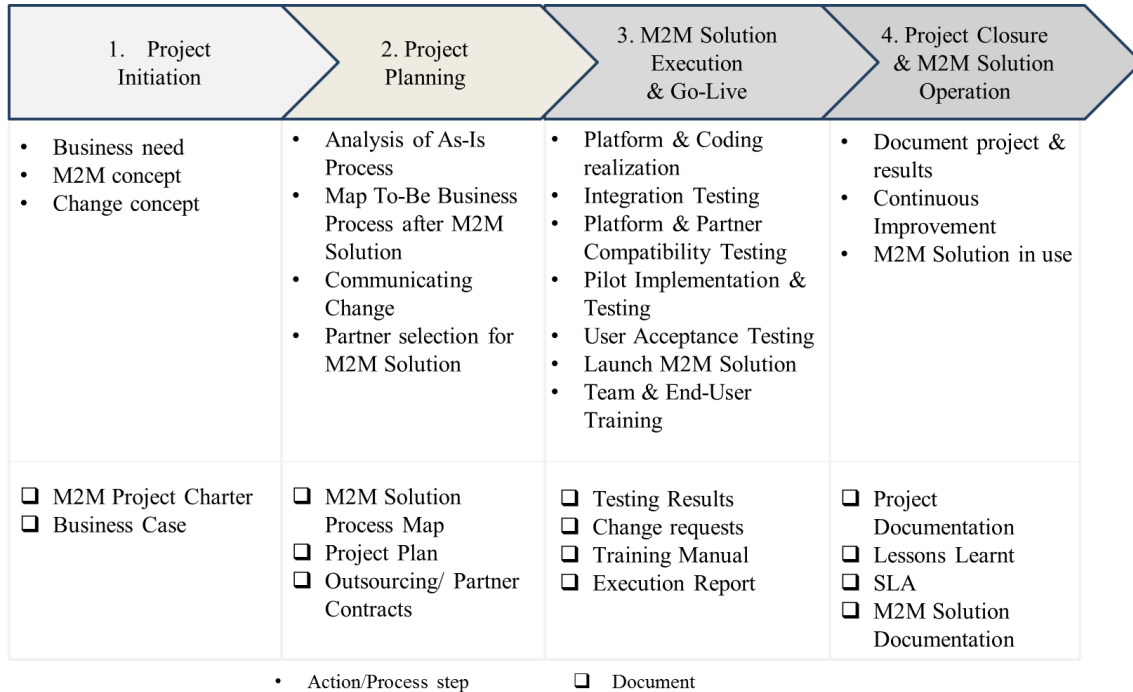 1. Project
Initiation
2. Project
Planning
3. M2M Solution
Execution
& Go-Live
4. Project Closure
& M2M Solution
Operation
• Business need
• M2M concept
• Change concept
• Analysis of As-Is
Process
• Map To-Be Business
Process after M2M
Solution
• Communicating
Change
• Partner selection for
M2M Solution
• Platform & Coding
realization
• Integration Testing
• Platform & Partner
Compatibility Testing
• Pilot Implementation &
Testing
• User Acceptance Testing
• Launch M2M Solution
• Team & End-User
Training
• Document project &
results
• Continuous
Improvement
• M2M Solution in use
❑ M2M Project Charter
❑ Business Case
❑ M2M Solution
Process Map
❑ Project Plan
❑ Outsourcing/ Partner
Contracts
❑ Testing Results
❑ Change requests
❑ Training Manual
❑ Execution Report
❑ Project
Documentation
❑ Lessons Learnt
❑ SLA
❑ M2M Solution
Documentation
• Action/Process step
❑ Document